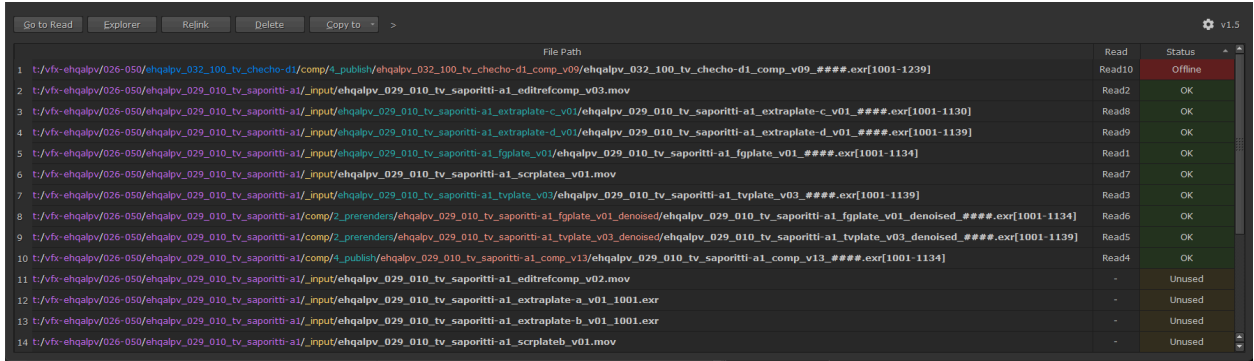 Go to Read Explorer Relink Delete Copy to > v1.5
File Path Read Status
1 t:/vfx-ehqalpv/026-050/ehqalpv_032_100_tv_checho-d1/comp/4_publish/ehqalpv_032_100_tv_checho-d1_comp_v09/ehqalpv_032_100_tv_checho-d1_comp_v09_####.exr[1001-1239] Read10 Offline
2 t:/vfx-ehqalpv/026-050/ehqalpv_029_010_tv_saporitti-a1/_input/ehqalpv_029_010_tv_saporitti-a1_editrefcomp_v03.mov Read2 OK
3 t:/vfx-ehqalpv/026-050/ehqalpv_029_010_tv_saporitti-a1/_input/ehqalpv_029_010_tv_saporitti-a1_extraplate-c_v01/ehqalpv_029_010_tv_saporitti-a1_extraplate-c_v01_####.exr[1001-1130] Read8 OK
4 t:/vfx-ehqalpv/026-050/ehqalpv_029_010_tv_saporitti-a1/_input/ehqalpv_029_010_tv_saporitti-a1_extraplate-d_v01/ehqalpv_029_010_tv_saporitti-a1_extraplate-d_v01_####.exr[1001-1139] Read9 OK
5 t:/vfx-ehqalpv/026-050/ehqalpv_029_010_tv_saporitti-a1/_input/ehqalpv_029_010_tv_saporitti-a1_fgplate_v01/ehqalpv_029_010_tv_saporitti-a1_fgplate_v01_####.exr[1001-1134] Read1 OK
6 t:/vfx-ehqalpv/026-050/ehqalpv_029_010_tv_saporitti-a1/_input/ehqalpv_029_010_tv_saporitti-a1_scrplatea_v01.mov Read7 OK
7 t:/vfx-ehqalpv/026-050/ehqalpv_029_010_tv_saporitti-a1/_input/ehqalpv_029_010_tv_saporitti-a1_tvplate_v03/ehqalpv_029_010_tv_saporitti-a1_tvplate_v03_####.exr[1001-1139] Read3 OK
8 t:/vfx-ehqalpv/026-050/ehqalpv_029_010_tv_saporitti-a1/comp/2_prerenders/ehqalpv_029_010_tv_saporitti-a1_fgplate_v01_denoised/ehqalpv_029_010_tv_saporitti-a1_fgplate_v01_denoised_####.exr[1001-1134] Read6 OK
9 t:/vfx-ehqalpv/026-050/ehqalpv_029_010_tv_saporitti-a1/comp/2_prerenders/ehqalpv_029_010_tv_saporitti-a1_tvplate_v03_denoised/ehqalpv_029_010_tv_saporitti-a1_tvplate_v03_denoised_####.exr[1001-1139] Read5 OK
10 t:/vfx-ehqalpv/026-050/ehqalpv_029_010_tv_saporitti-a1/comp/4_publish/ehqalpv_029_010_tv_saporitti-a1_comp_v13/ehqalpv_029_010_tv_saporitti-a1_comp_v13_####.exr[1001-1134] Read4 OK
11 t:/vfx-ehqalpv/026-050/ehqalpv_029_010_tv_saporitti-a1/_input/ehqalpv_029_010_tv_saporitti-a1_editrefcomp_v02.mov - Unused
12 t:/vfx-ehqalpv/026-050/ehqalpv_029_010_tv_saporitti-a1/_input/ehqalpv_029_010_tv_saporitti-a1_extraplate-a_v01_1001.exr - Unused
13 t:/vfx-ehqalpv/026-050/ehqalpv_029_010_tv_saporitti-a1/_input/ehqalpv_029_010_tv_saporitti-a1_extraplate-b_v01_1001.exr - Unused
14 t:/vfx-ehqalpv/026-050/ehqalpv_029_010_tv_saporitti-a1/_input/ehqalpv_029_010_tv_saporitti-a1_scrplateb_v01.mov - Unused